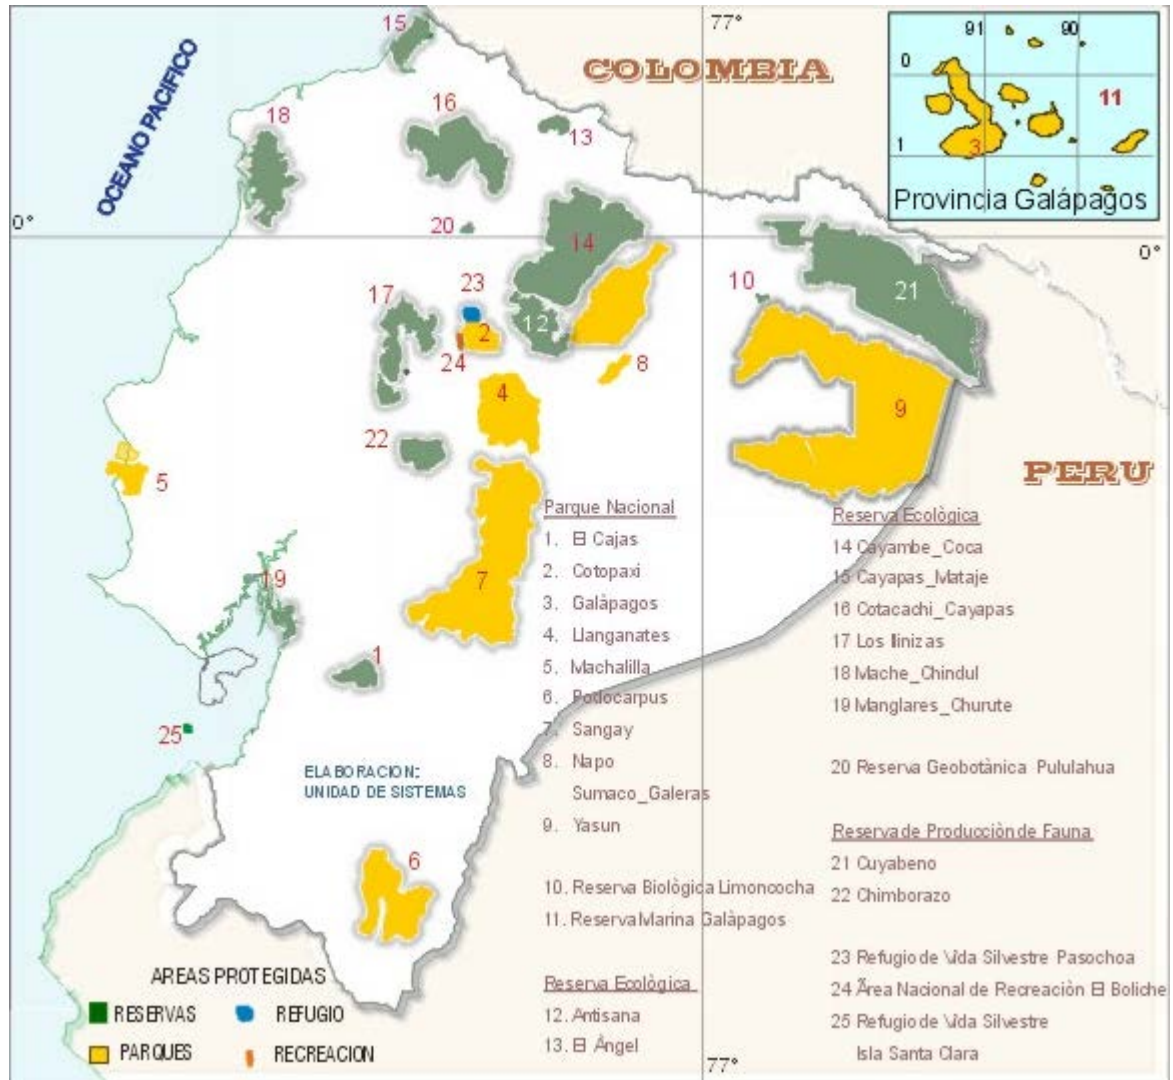 15
77°
COLOMBIA
OCEANO PACIFICO
91
90
0
11
1
3
Provincia Galápagos
16
18
13
0°
20
14
0°
23
10
21
17
12
2
24
8
4
9
22
5
PERU
19
7
1
25
6
ELABORACION:
UNIDAD DE SISTEMAS
Parque Nacional
1. El Cajas
2. Cotopaxi
3. Galàpagos
4. Llanganates
5. Machalilla
6. Podocarpus
7. Sangay
8. Napo
Sumaco_Galeras
9. Yasun
10. Reserva Biològica Limoncocha
11. Reserva Marina Galàpagos
Reserva Ecològica
12. Antisana
13. El Àngel
Reserva Ecològica
14 Cayambe_Coca
15 Cayapas_Mataje
16 Cotacachi_Cayapas
17 Los Ilinizas
18 Mache_Chindul
19 Manglares_Churute
20 Reserva Geobotànica Pululahua
Reserva de Producciòn de Fauna
21 Cuyabeno
22 Chimborazo
23 Refugio de Vida Silvestre Pasochoa
24 Ãrea Nacional de Recreaciòn El Boliche
25 Refugio de Vida Silvestre
Isla Santa Clara
AREAS PROTEGIDAS
RESERVAS
REFUGIO
PARQUES
RECREACION
77°